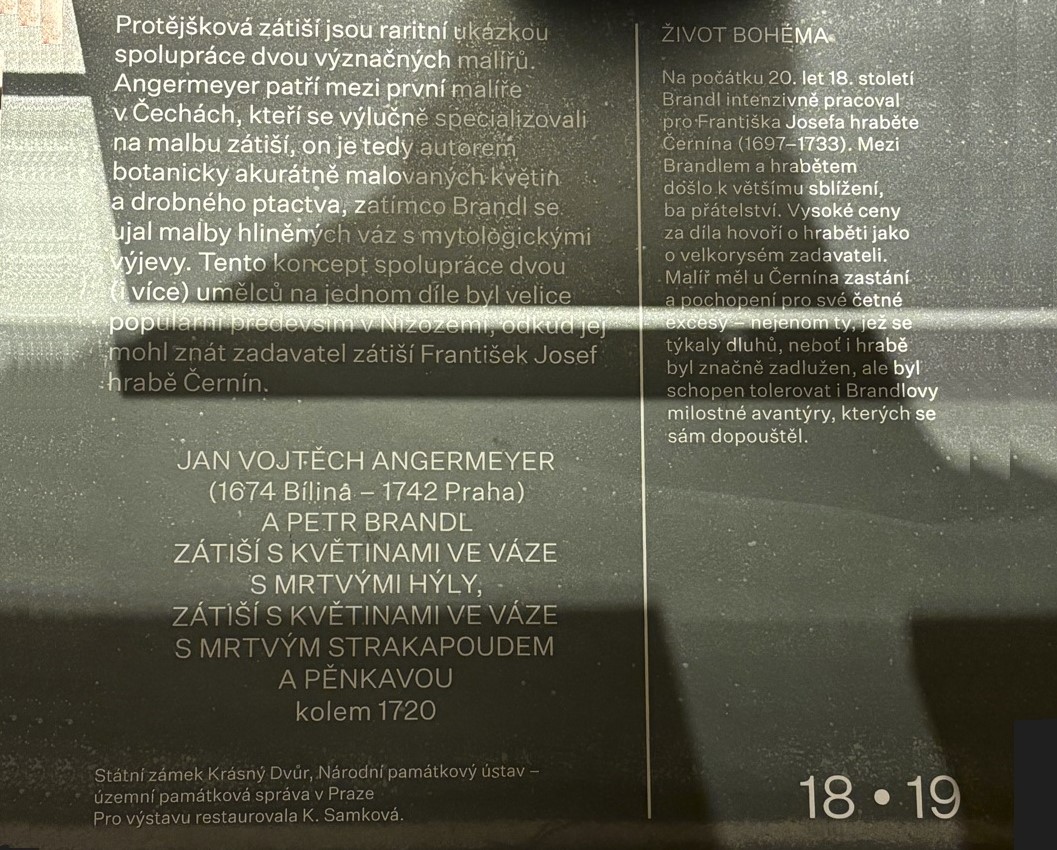 Protějšková zátiší jsou raritní ukázkou
spolupráce dvou význačných malířů.
Angermeyer patří mezi první malíře
v Čechách, kteří se výlučně specializovali
na malbu zátiší, on je tedy autorem
botanicky akurátně malovaných květin
a drobného ptactva, zatímco Brandl se
ujal malby hliněných váz s mytologickými
výjevy. Tento koncept spolupráce dvou
(i více) umělců na jednom díle byl velice
populární především v Nizozemí, odkud jej
mohl znát zadavatel zátiší František Josef
hrabě Černín.
JAN VOJTĚCH ANGERMEYER
(1674 Bílina – 1742 Praha)
A PETR BRANDL
ZÁTIŠÍ S KVĚTINAMI VE VÁZE
S MRTVÝMI HÝLY,
ZÁTIŠÍ S KVĚTINAMI VE VÁZE
S MRTVÝM STRAKAPOUDEM
A PĚNKAVOU
kolem 1720
Státní zámek Krásný Dvůr, Národní památkový ústav –
územní památková správa v Praze
Pro výstavu restaurovala K. Samková.
ŽIVOT BOHÉMA
Na počátku 20. let 18. století
Brandl intenzivně pracoval
pro Františka Josefa hraběte
Černína (1697–1733). Mezi
Brandlem a hrabětem
došlo k většímu sblížení,
ba přátelství. Vysoké ceny
za díla hovoří o hraběti jako
o velkorysém zadavateli.
Malíř měl u Černína zastání
a pochopení pro své četné
excesy – nejenom ty, jež se
týkaly dluhů, neboť i hrabě
byl značně zadlužen, ale byl
schopen tolerovat i Brandlovy
milostné avantýry, kterých se
sám dopouštěl.
18 • 19